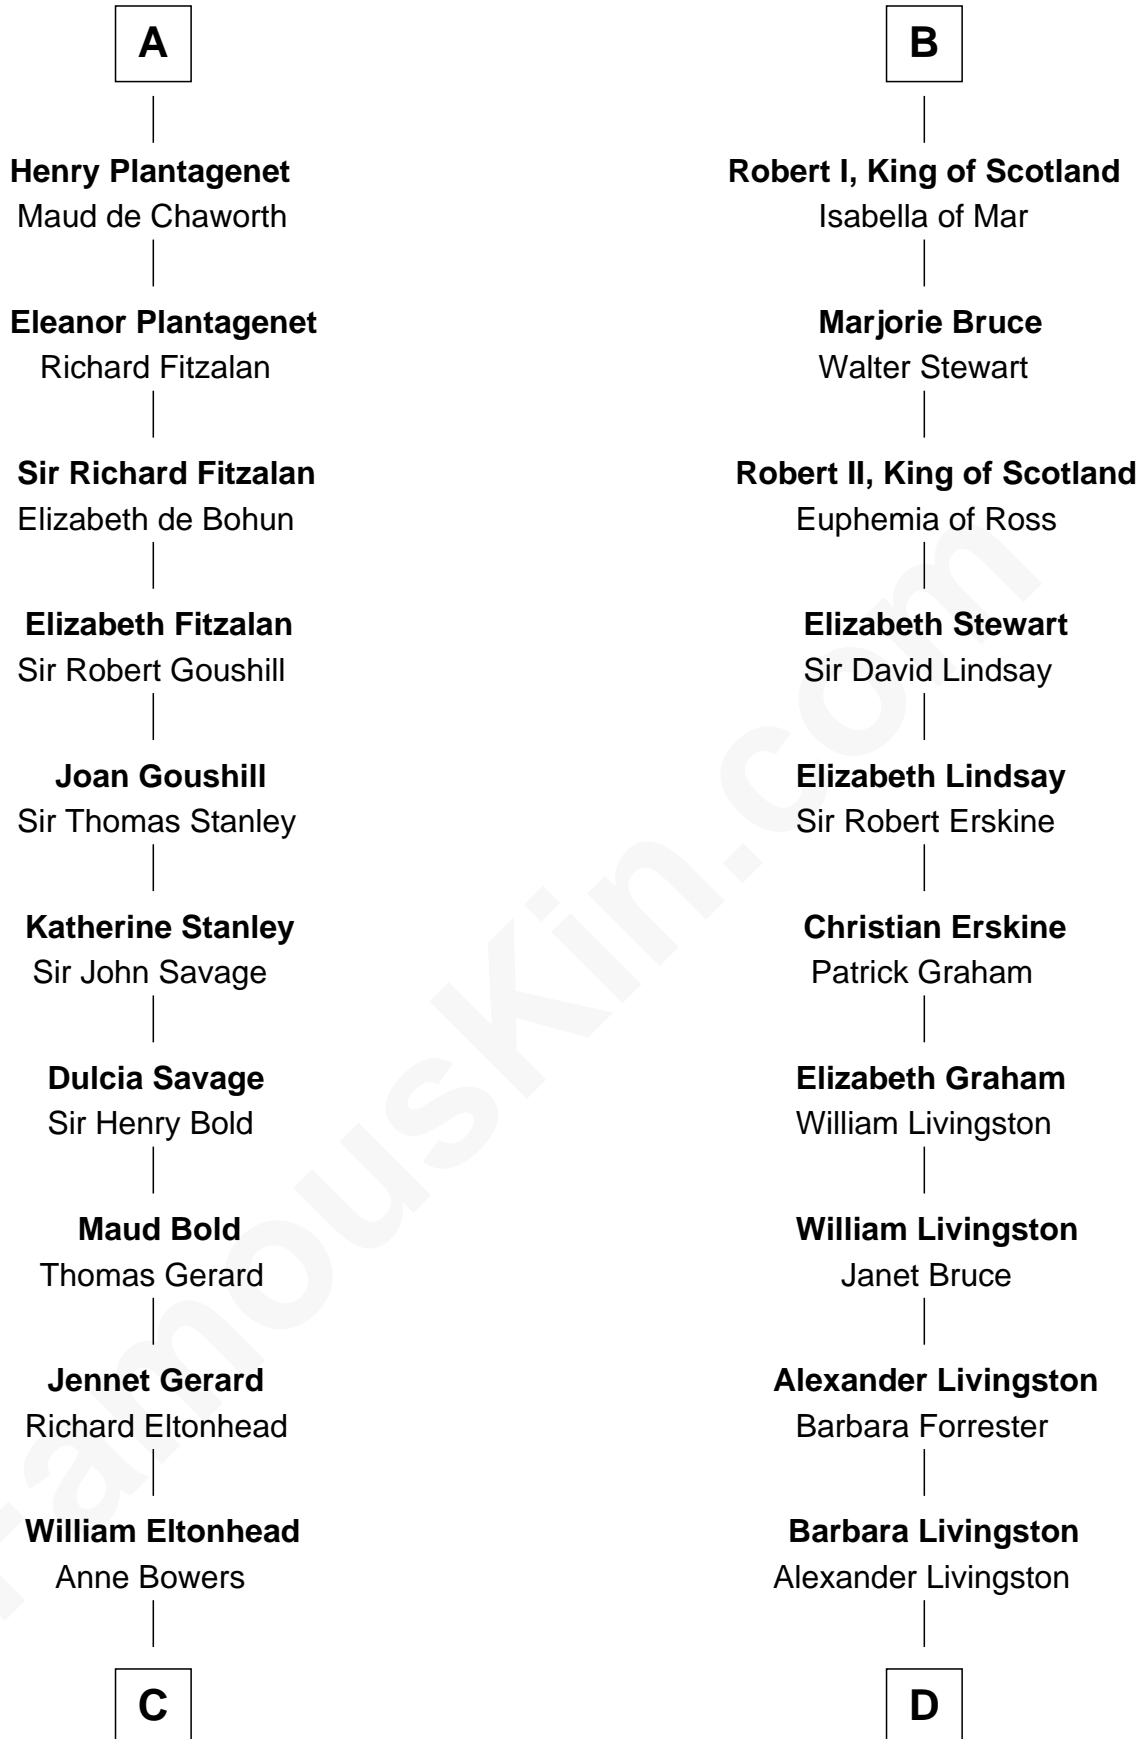 A
Henry Plantagenet
Maud de Chaworth
Eleanor Plantagenet
Richard Fitzalan
Sir Richard Fitzalan
Elizabeth de Bohun
Elizabeth Fitzalan
Sir Robert Goushill
Joan Goushill
Sir Thomas Stanley
Katherine Stanley
Sir John Savage
Dulcia Savage
Sir Henry Bold
Maud Bold
Thomas Gerard
Jennet Gerard
Richard Eltonhead
William Eltonhead
Anne Bowers
C
B
Robert I, King of Scotland
Isabella of Mar
Marjorie Bruce
Walter Stewart
Robert II, King of Scotland
Euphemia of Ross
Elizabeth Stewart
Sir David Lindsay
Elizabeth Lindsay
Sir Robert Erskine
Christian Erskine
Patrick Graham
Elizabeth Graham
William Livingston
William Livingston
Janet Bruce
Alexander Livingston
Barbara Forrester
Barbara Livingston
Alexander Livingston
D
FamousKin.com